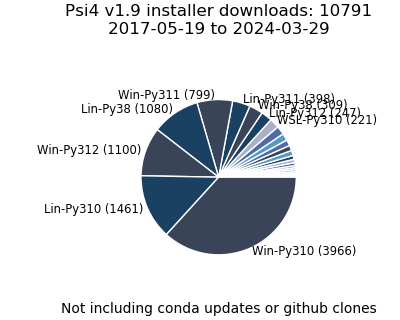 Psi4 v1.9 installer downloads: 10791
2017-05-19 to 2024-03-29
Win-Py311 (799)
Lin-Py311 (398)
Lin-Py38 (1080)
Win-Py38 (309)
Lin-Py312 (247)
WSL-Py310 (221)
Win-Py312 (1100)
Lin-Py310 (1461)
Win-Py310 (3966)
Not including conda updates or github clones